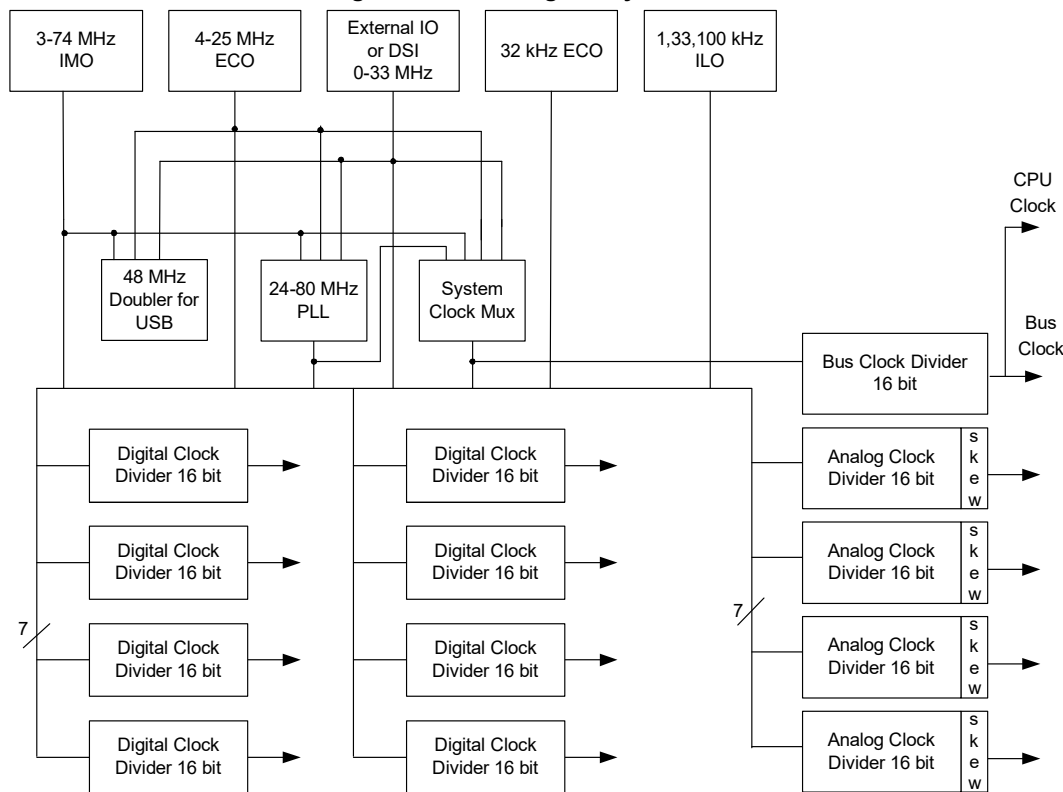 3-74 MHz
IMO
4-25 MHz
ECO
External IO
or DSI
0-33 MHz
32 kHz ECO
1,33,100 kHz
ILO
CPU
Clock
48 MHz
Doubler for
USB
24-80 MHz
PLL
System
Clock Mux
Bus
Clock
Bus Clock Divider
16 bit
Digital Clock
Divider 16 bit
Digital Clock
Divider 16 bit
Analog Clock
Divider 16 bit
s
k
e
w
Digital Clock
Divider 16 bit
Digital Clock
Divider 16 bit
Analog Clock
Divider 16 bit
s
k
e
w
7
7
Digital Clock
Divider 16 bit
Digital Clock
Divider 16 bit
Analog Clock
Divider 16 bit
s
k
e
w
Digital Clock
Divider 16 bit
Digital Clock
Divider 16 bit
Analog Clock
Divider 16 bit
s
k
e
w